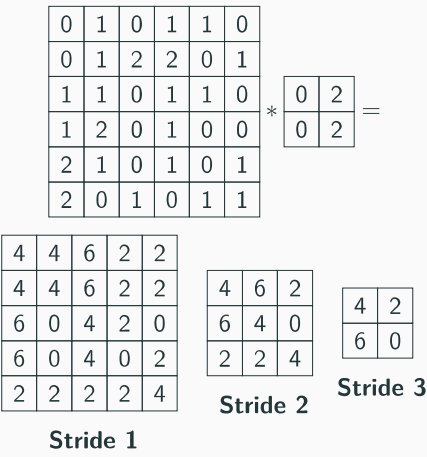 0 1 0 1 1 0
0 1 2 2 0 1
1 1 0 1 1 0
1 2 0 1 0 0
2 1 0 1 0 1
2 0 1 0 1 1
*
0 2
0 2
=
4 4 6 2 2
4 4 6 2 2
6 0 4 2 0
6 0 4 0 2
2 2 2 2 4
Stride 1
4 6 2
6 4 0
2 2 4
Stride 2
4 2
6 0
Stride 3